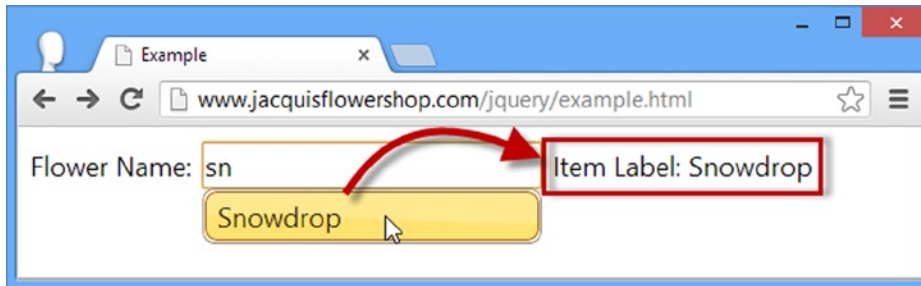 Example
www.jacquisflowershop.com/jquery/example.html
Flower Name: sn
Item Label: Snowdrop
Snowdrop